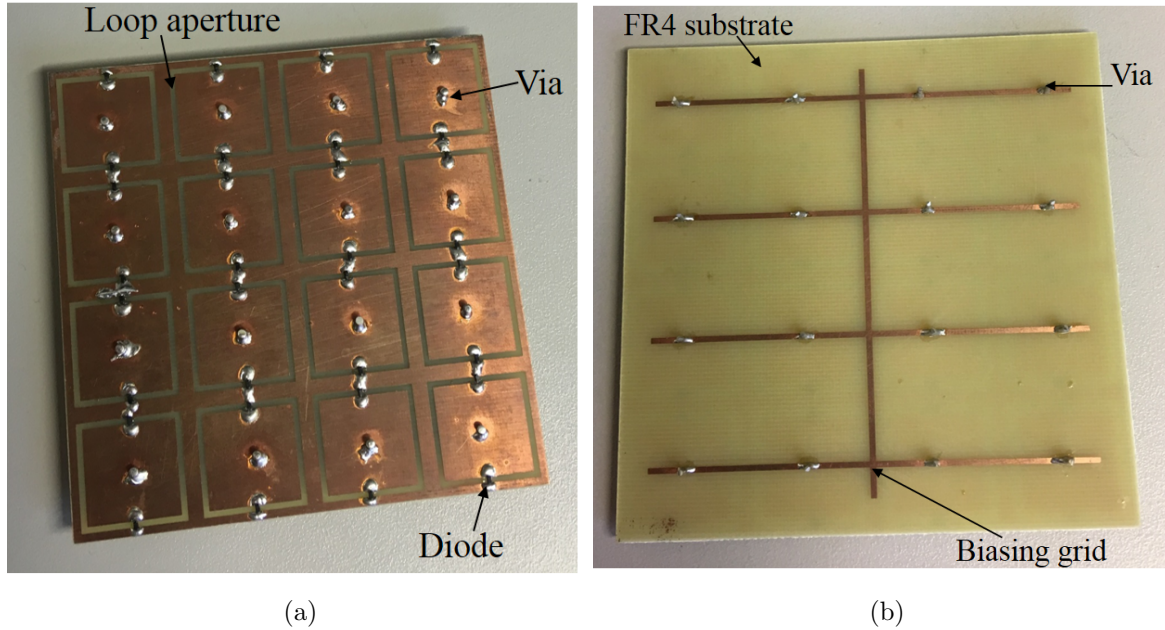 Loop aperture
Via
Diode
(a)
FR4 substrate
Via
Biasing grid
(b)